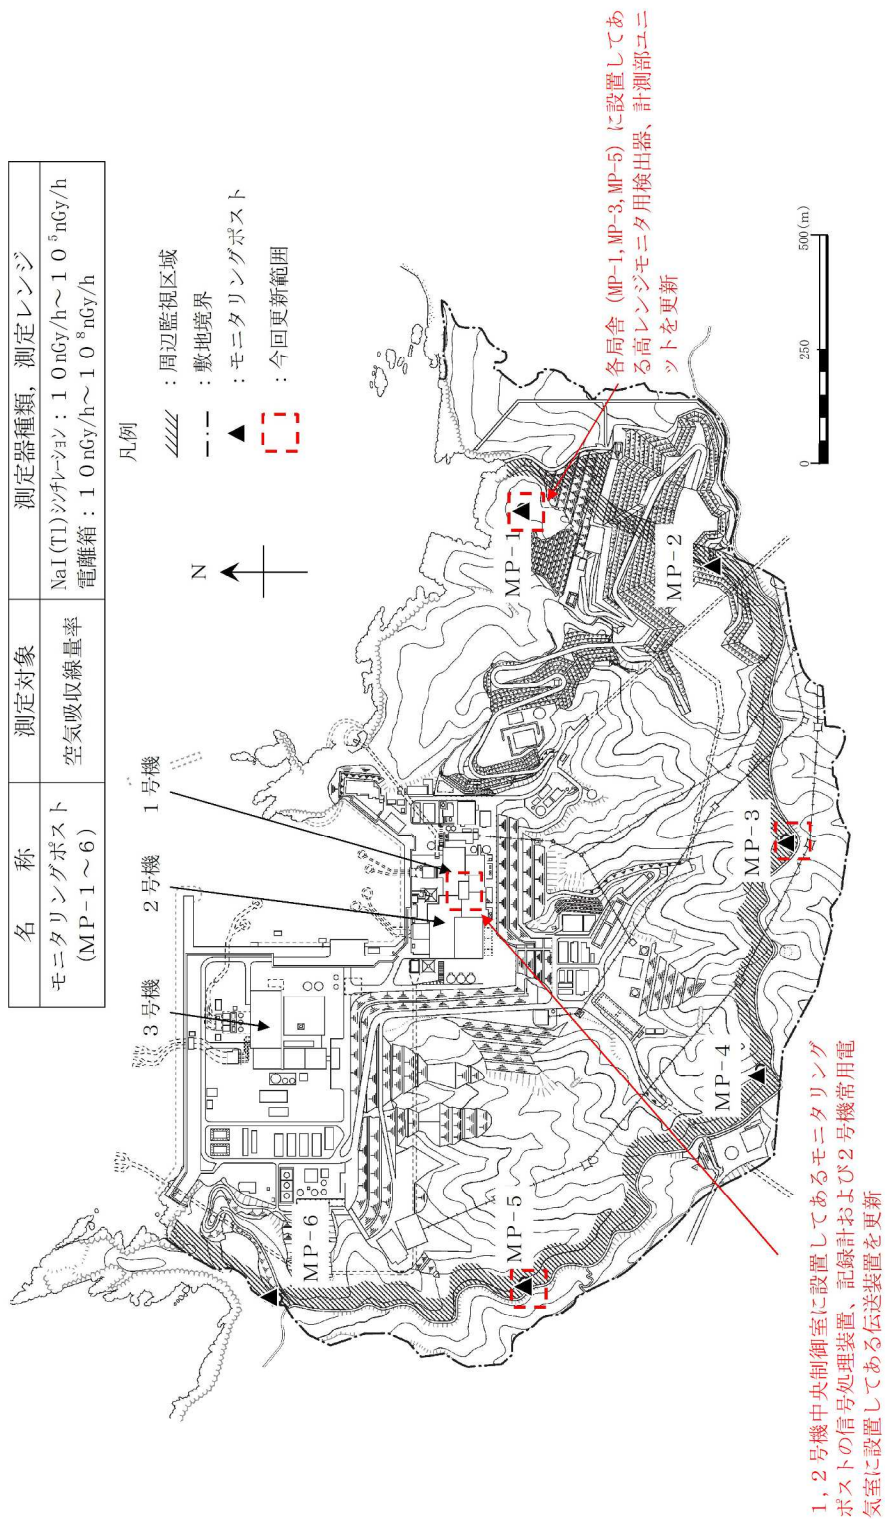 名　　称
測定対象
測定器種類，測定レンジ
モニタリングポスト
(MP-1～6)
空気吸収線量率
NaI(Tl)ｼﾝﾁﾚｰｼｮﾝ：１０nGy/h～１０⁵nGy/h
電離箱：１０nGy/h～１０⁸nGy/h
凡例
：周辺監視区域
：敷地境界
：モニタリングポスト
：今回更新範囲
N
３号機
２号機
１号機
MP-6
MP-5
MP-4
MP-3
MP-2
MP-1
各局舎 (MP-1,MP-3,MP-5) に設置してあ
る高レンジモニタ用検出器、計測部ユニ
ットを更新
0
250
500(m)
１,２号機中央制御室に設置してあるモニタリング
ポストの信号処理装置、記録計および２号機常用電
気室に設置してある伝送装置を更新